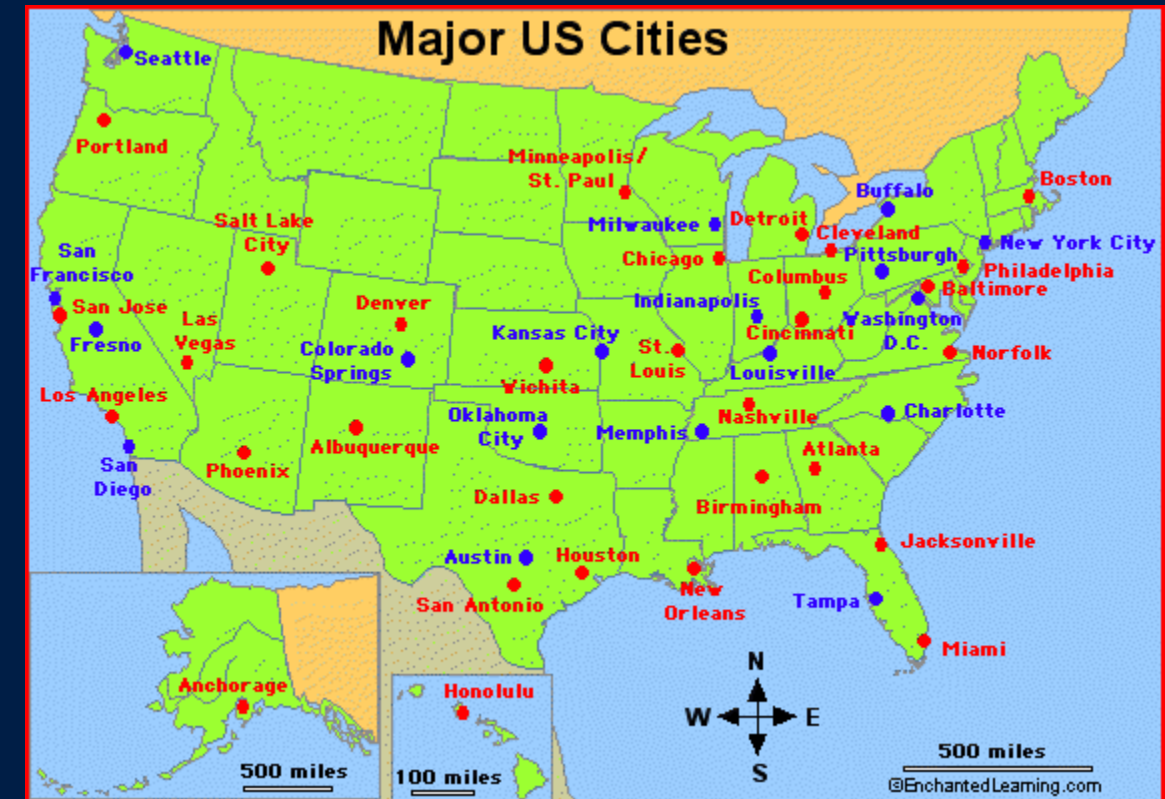 Major US Cities
Seattle
Portland
Minneapolis/
St. Paul
Buffalo
Boston
Salt Lake
City
Milwaukee
Detroit
Cleveland
New York City
San
Francisco
Chicago
Pittsburgh
Philadelphia
Columbus
Baltimore
San Jose
Las
Vegas
Denver
Indianapolis
Fresno
Colorado
Springs
Kansas City
St.
Louis
Cincinnati
Washington
D.C.
Norfolk
Wichita
Louisville
Los Angeles
Oklahoma
City
Memphis
Nashville
Charlotte
Albuquerque
San
Diego
Phoenix
Atlanta
Dallas
Birmingham
Austin
Houston
Jacksonville
San Antonio
New
Orleans
Tampa
Miami
Anchorage
500 miles
Honolulu
100 miles
N
W
E
S
500 miles
©EnchantedLearning.com